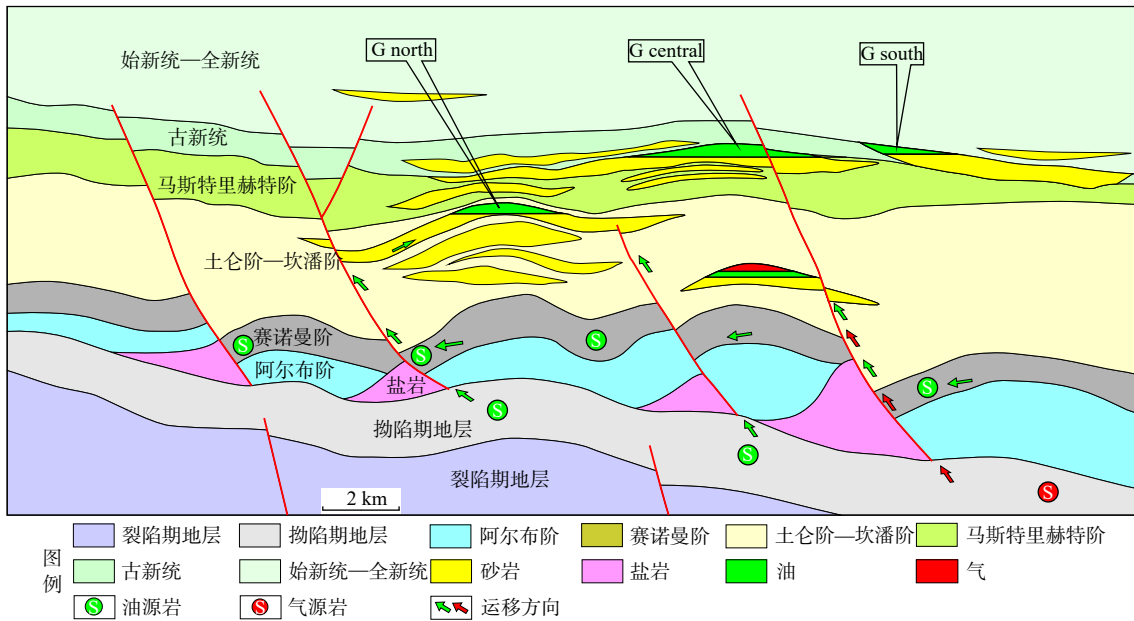 G north
G central
G south
始新统—全新统
古新统
马斯特里赫特阶
土仑阶—坎潘阶
赛诺曼阶
阿尔布阶
盐岩
拗陷期地层
裂陷期地层
2 km
S
S
S
S
S
S
S
图例
裂陷期地层
拗陷期地层
阿尔布阶
赛诺曼阶
土仑阶—坎潘阶
马斯特里赫特阶
古新统
始新统—全新统
砂岩
盐岩
油
气
S 油源岩
S 气源岩
运移方向